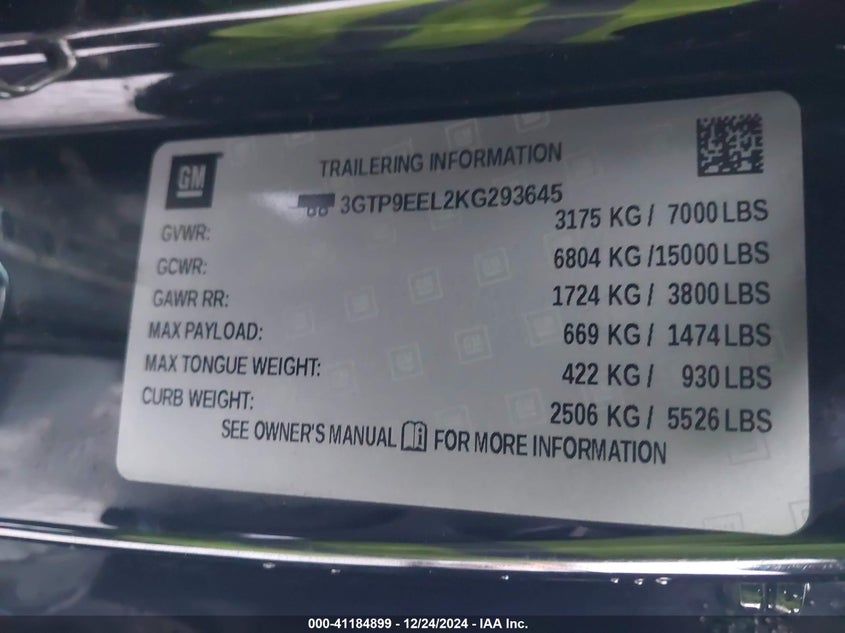 GM
TRAILERING INFORMATION
3GTP9EEL2KG293645
GVWR: 3175 KG / 7000 LBS
GCWR: 6804 KG /15000 LBS
GAWR RR: 1724 KG / 3800 LBS
MAX PAYLOAD: 669 KG / 1474 LBS
MAX TONGUE WEIGHT: 422 KG / 930 LBS
CURB WEIGHT: 2506 KG / 5526 LBS
SEE OWNER'S MANUAL FOR MORE INFORMATION
000-41184899 - 12/24/2024 - IAA Inc.